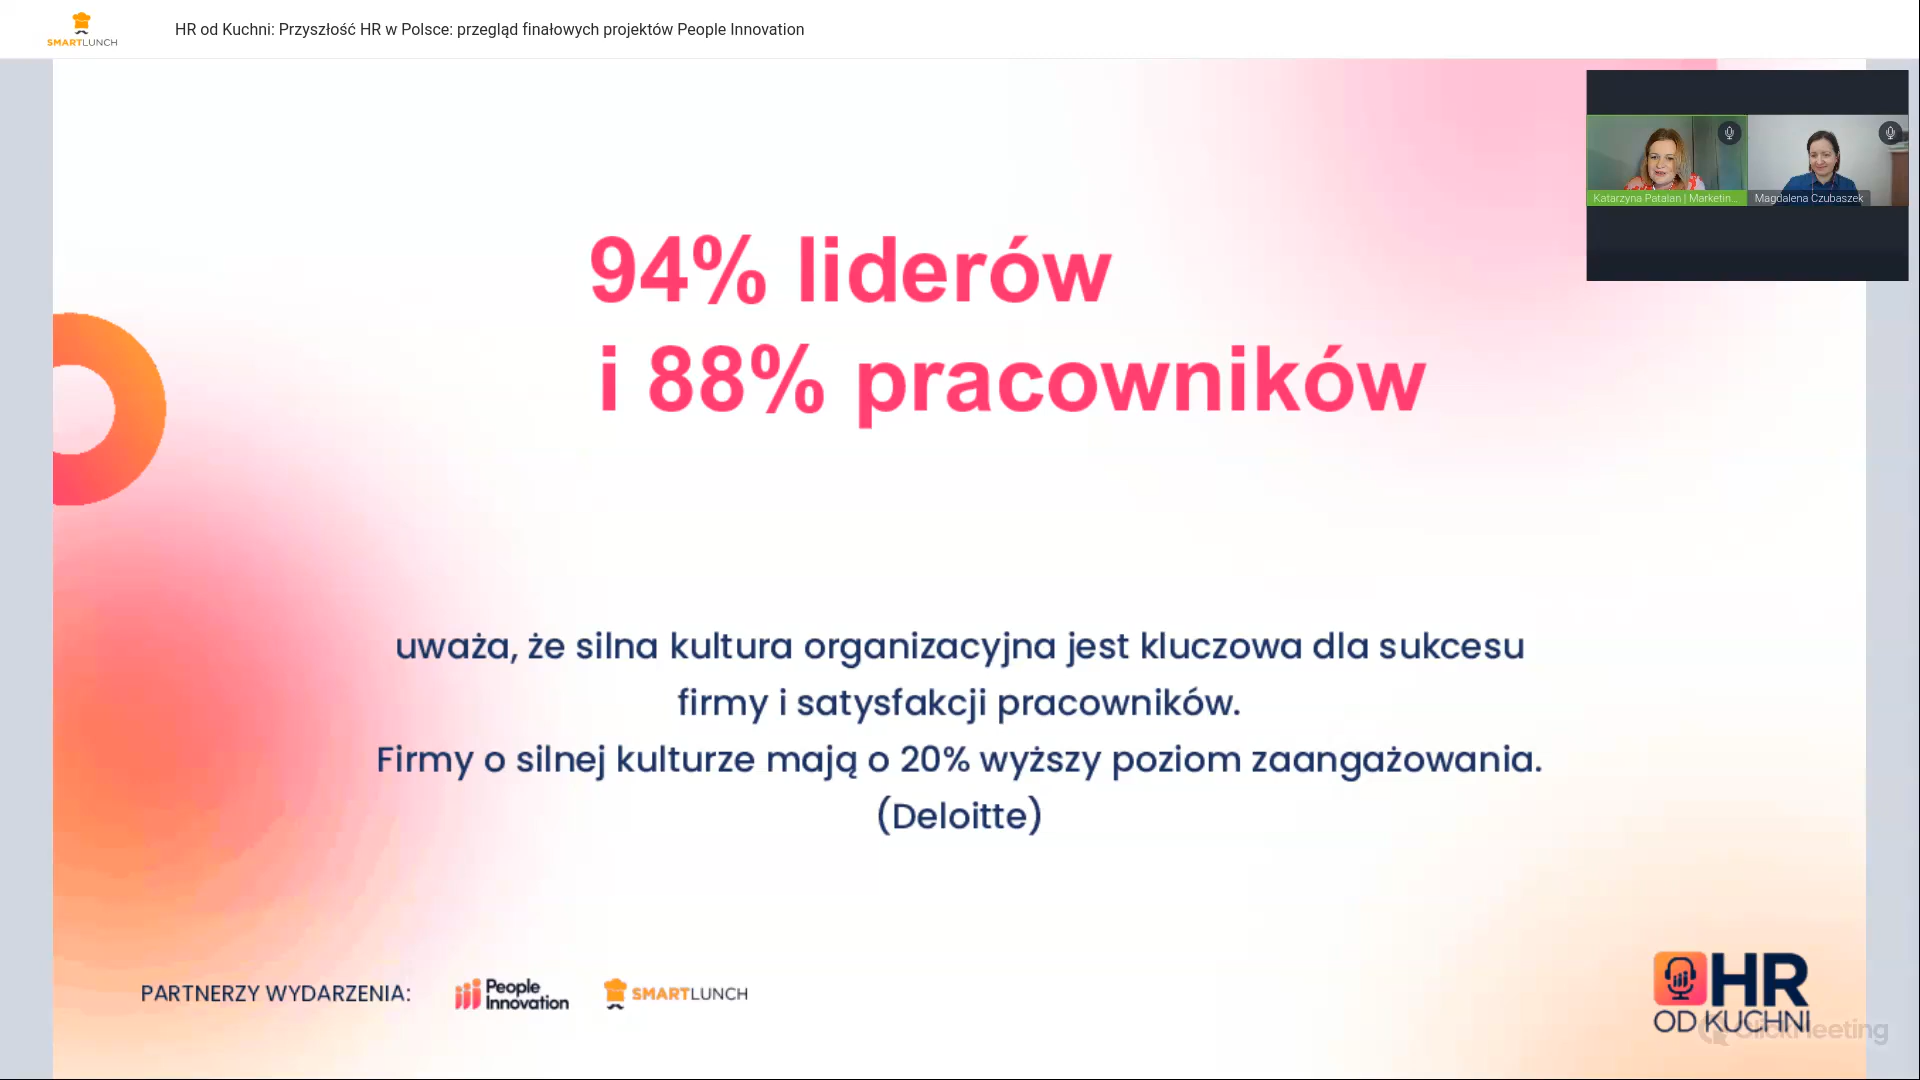 SMARTLUNCH
HR od Kuchni: Przyszłość HR w Polsce: przegląd finałowych projektów People Innovation
Katarzyna Patalan | Marketin...
Magdalena Czubaszek
94% liderów
i 88% pracowników
uważa, że silna kultura organizacyjna jest kluczowa dla sukcesu
firmy i satysfakcji pracowników.
Firmy o silnej kulturze mają o 20% wyższy poziom zaangażowania.
(Deloitte)
PARTNERZY WYDARZENIA:
People
Innovation
SMARTLUNCH
HR
OD KUCHNI
ClickMeeting